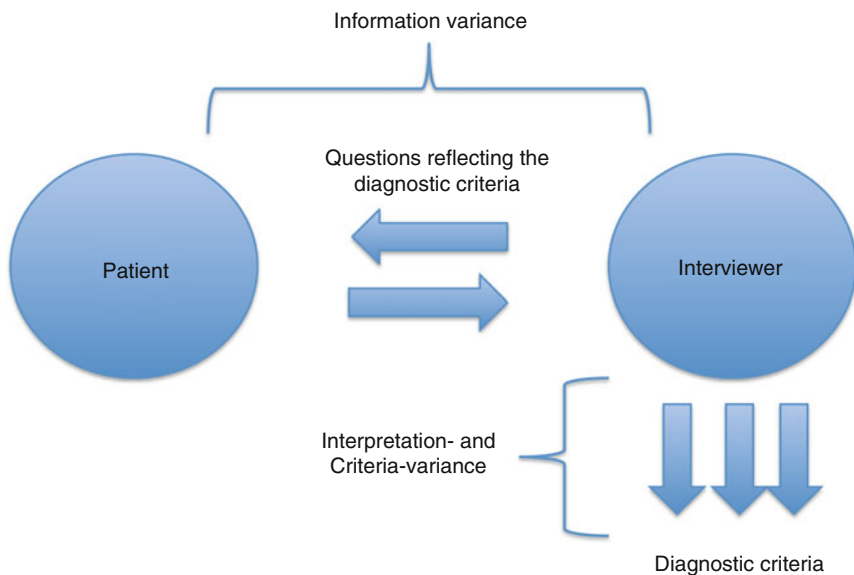 Information variance
Questions reflecting the
diagnostic criteria
Patient
Interviewer
Interpretation- and
Criteria-variance
Diagnostic criteria